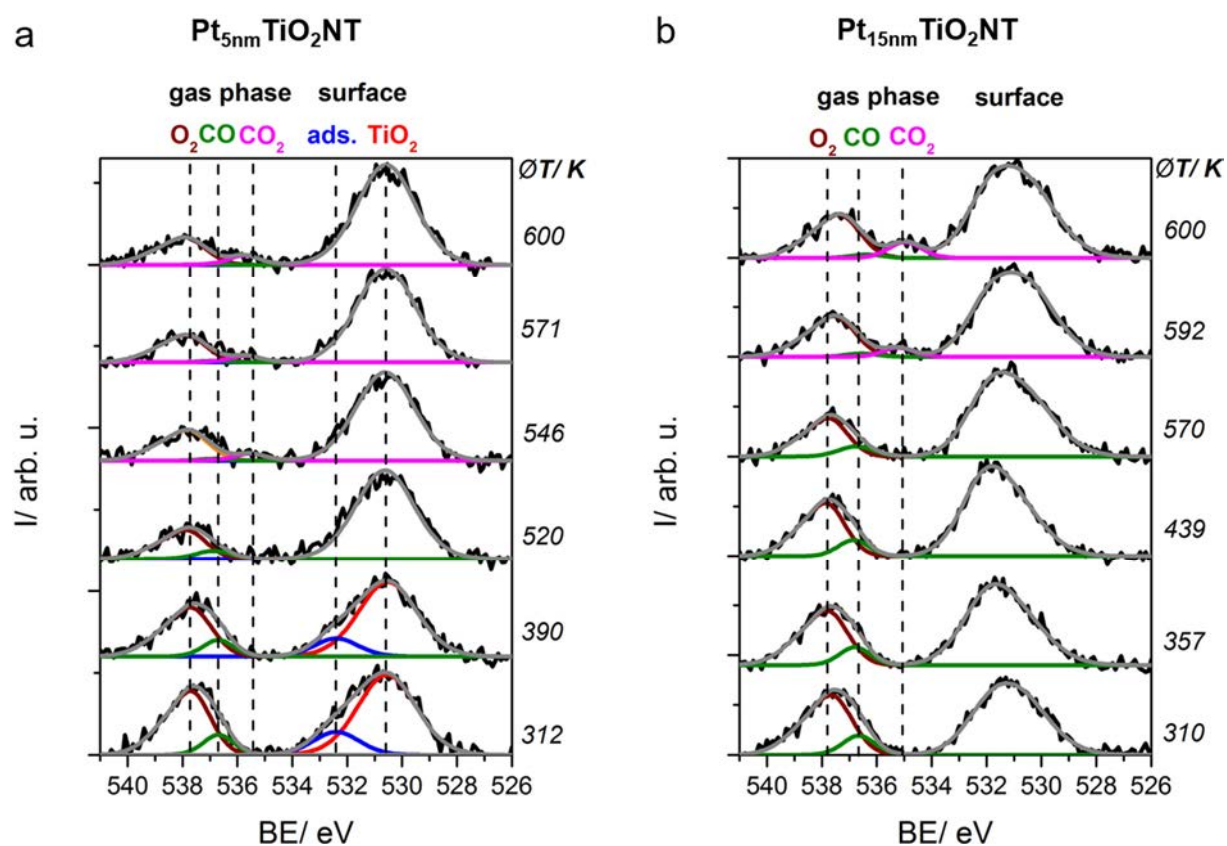 a
Pt5nmTiO2NT
gas phase surface
O2 CO CO2 ads. TiO2
ØT/ K
600
571
546
520
390
312
I/ arb. u.
540 538 536 534 532 530 528 526
BE/ eV
b
Pt15nmTiO2NT
gas phase surface
O2 CO CO2
ØT/ K
600
592
570
439
357
310
I/ arb. u.
540 538 536 534 532 530 528 526
BE/ eV